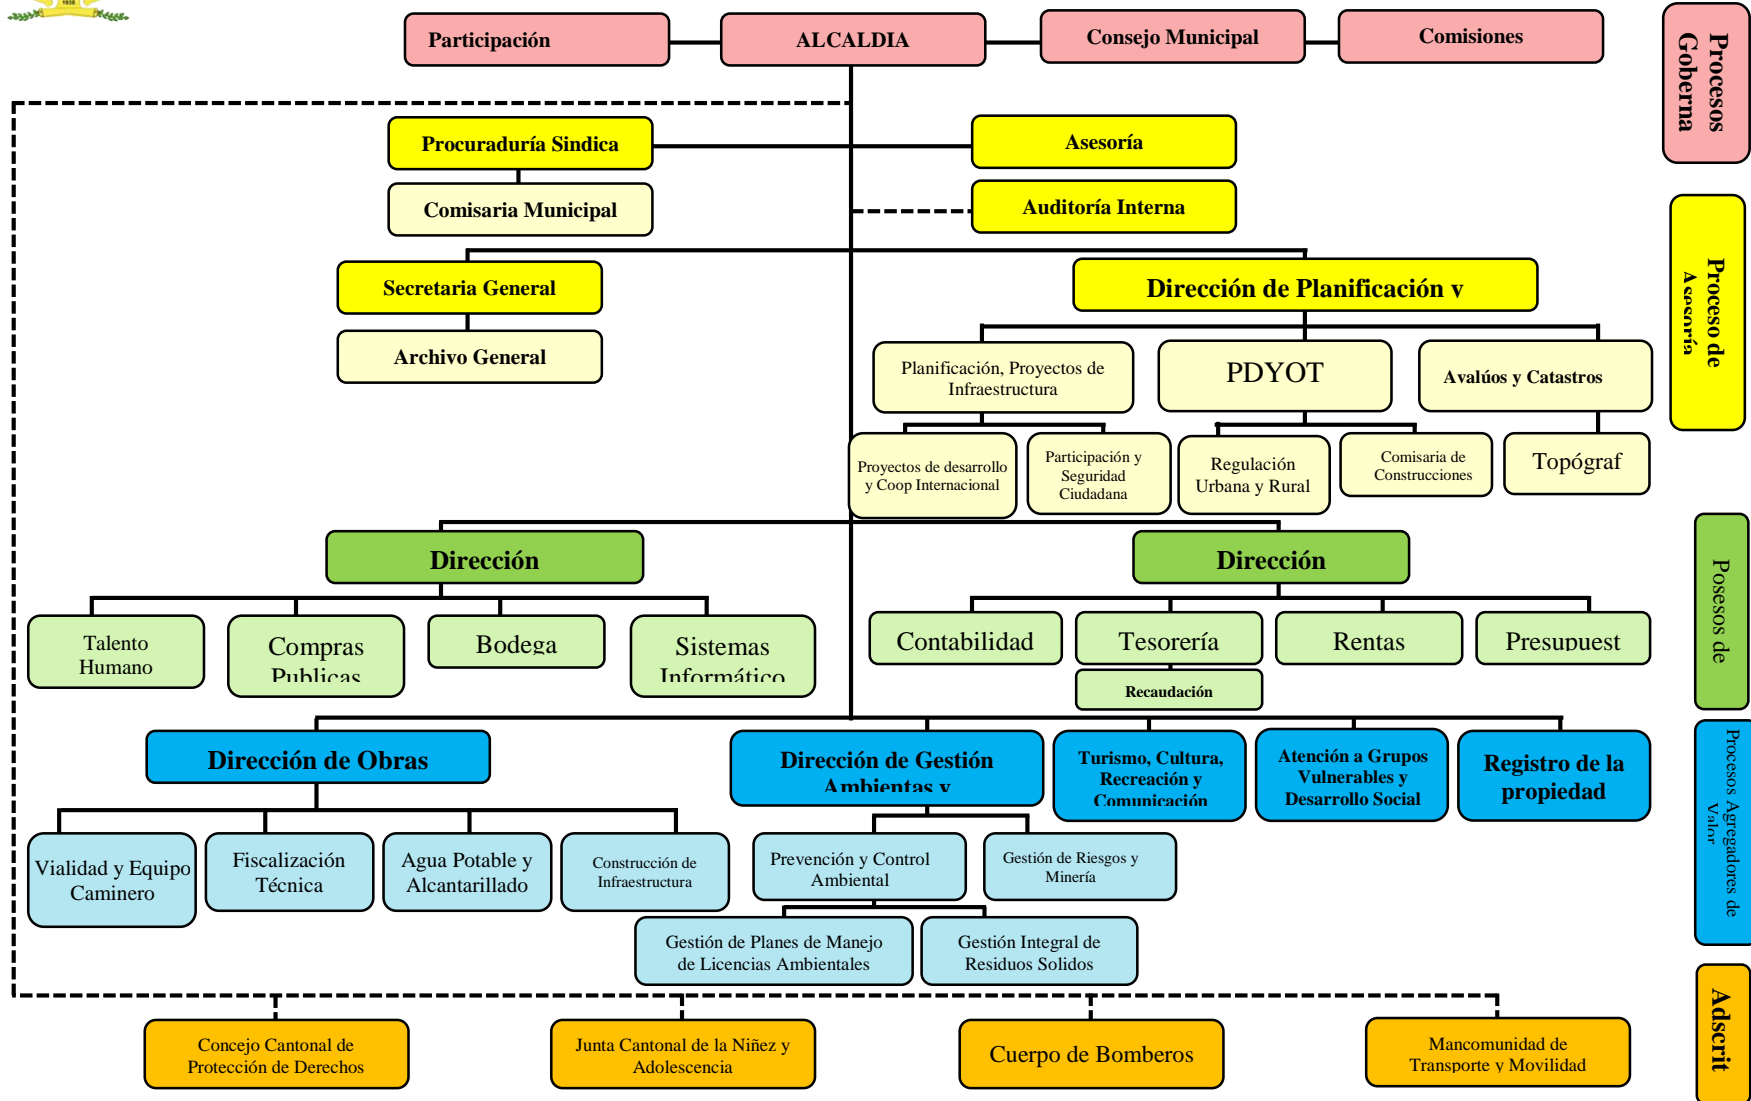 1938
Participación
ALCALDIA
Consejo Municipal
Comisiones
Procesos
Goberna
Procuraduría Sindica
Asesoría
Comisaria Municipal
Auditoría Interna
Proceso de
Asesoría
Secretaria General
Dirección de Planificación y
Archivo General
Planificación, Proyectos de
Infraestructura
PDYOT
Avalúos y Catastros
Proyectos de desarrollo
y Coop Internacional
Participación y
Seguridad
Ciudadana
Regulación
Urbana y Rural
Comisaria de
Construcciones
Topógraf
Dirección
Dirección
Posesos de
Talento
Humano
Compras
Publicas
Bodega
Sistemas
Informático
Contabilidad
Tesorería
Rentas
Presupuest
Recaudación
Dirección de Obras
Dirección de Gestión
Ambientas y
Turismo, Cultura,
Recreación y
Comunicación
Atención a Grupos
Vulnerables y
Desarrollo Social
Registro de la
propiedad
Procesos Agregadores de
Valor
Vialidad y Equipo
Caminero
Fiscalización
Técnica
Agua Potable y
Alcantarillado
Construcción de
Infraestructura
Prevención y Control
Ambiental
Gestión de Riesgos y
Minería
Gestión de Planes de Manejo
de Licencias Ambientales
Gestión Integral de
Residuos Solidos
Adscrit
Concejo Cantonal de
Protección de Derechos
Junta Cantonal de la Niñez y
Adolescencia
Cuerpo de Bomberos
Mancomunidad de
Transporte y Movilidad